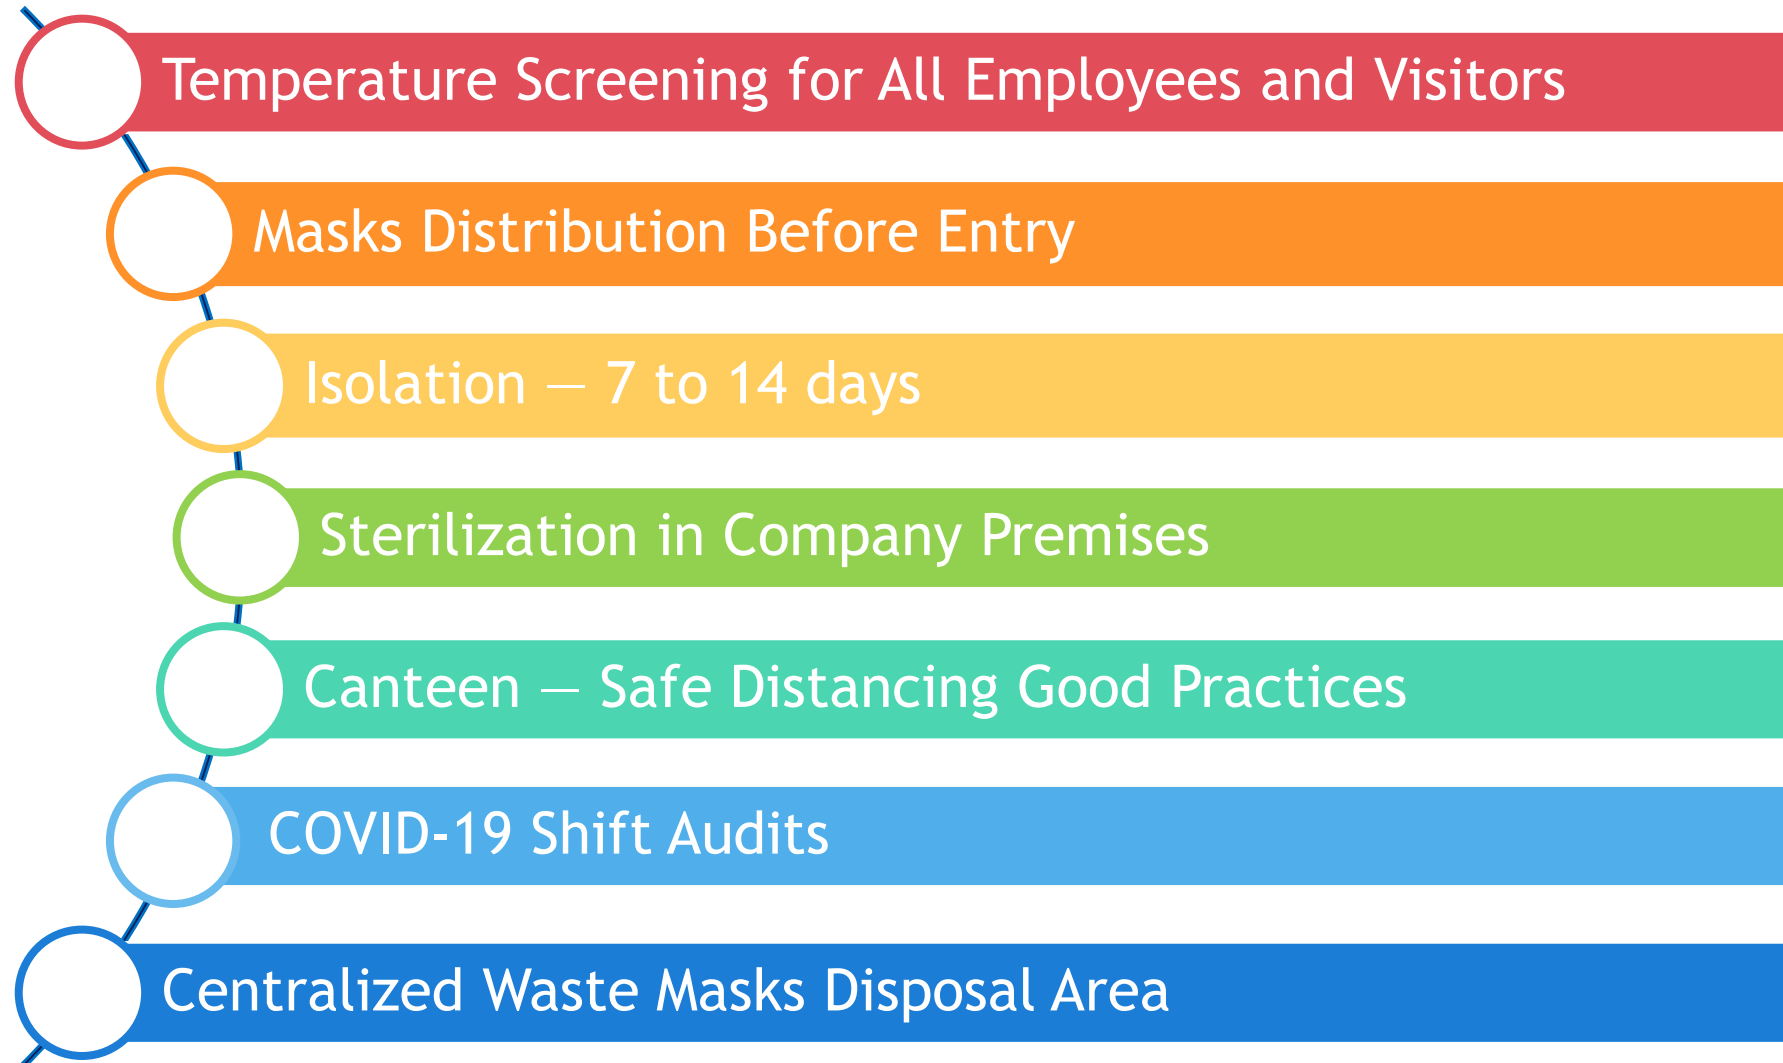 Temperature Screening for All Employees and Visitors
Masks Distribution Before Entry
Isolation — 7 to 14 days
Sterilization in Company Premises
Canteen — Safe Distancing Good Practices
COVID-19 Shift Audits
Centralized Waste Masks Disposal Area